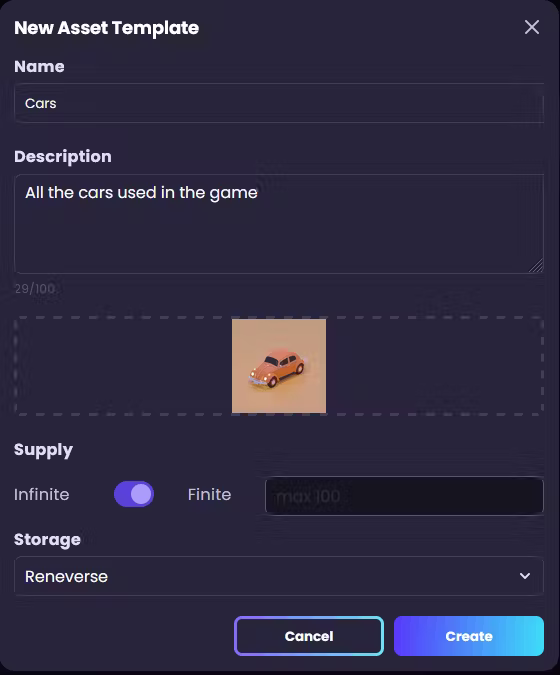 New Asset Template
Name
Cars
Description
All the cars used in the game
29/100
Supply
Infinite
Finite
max 100
Storage
Reneverse
Cancel
Create